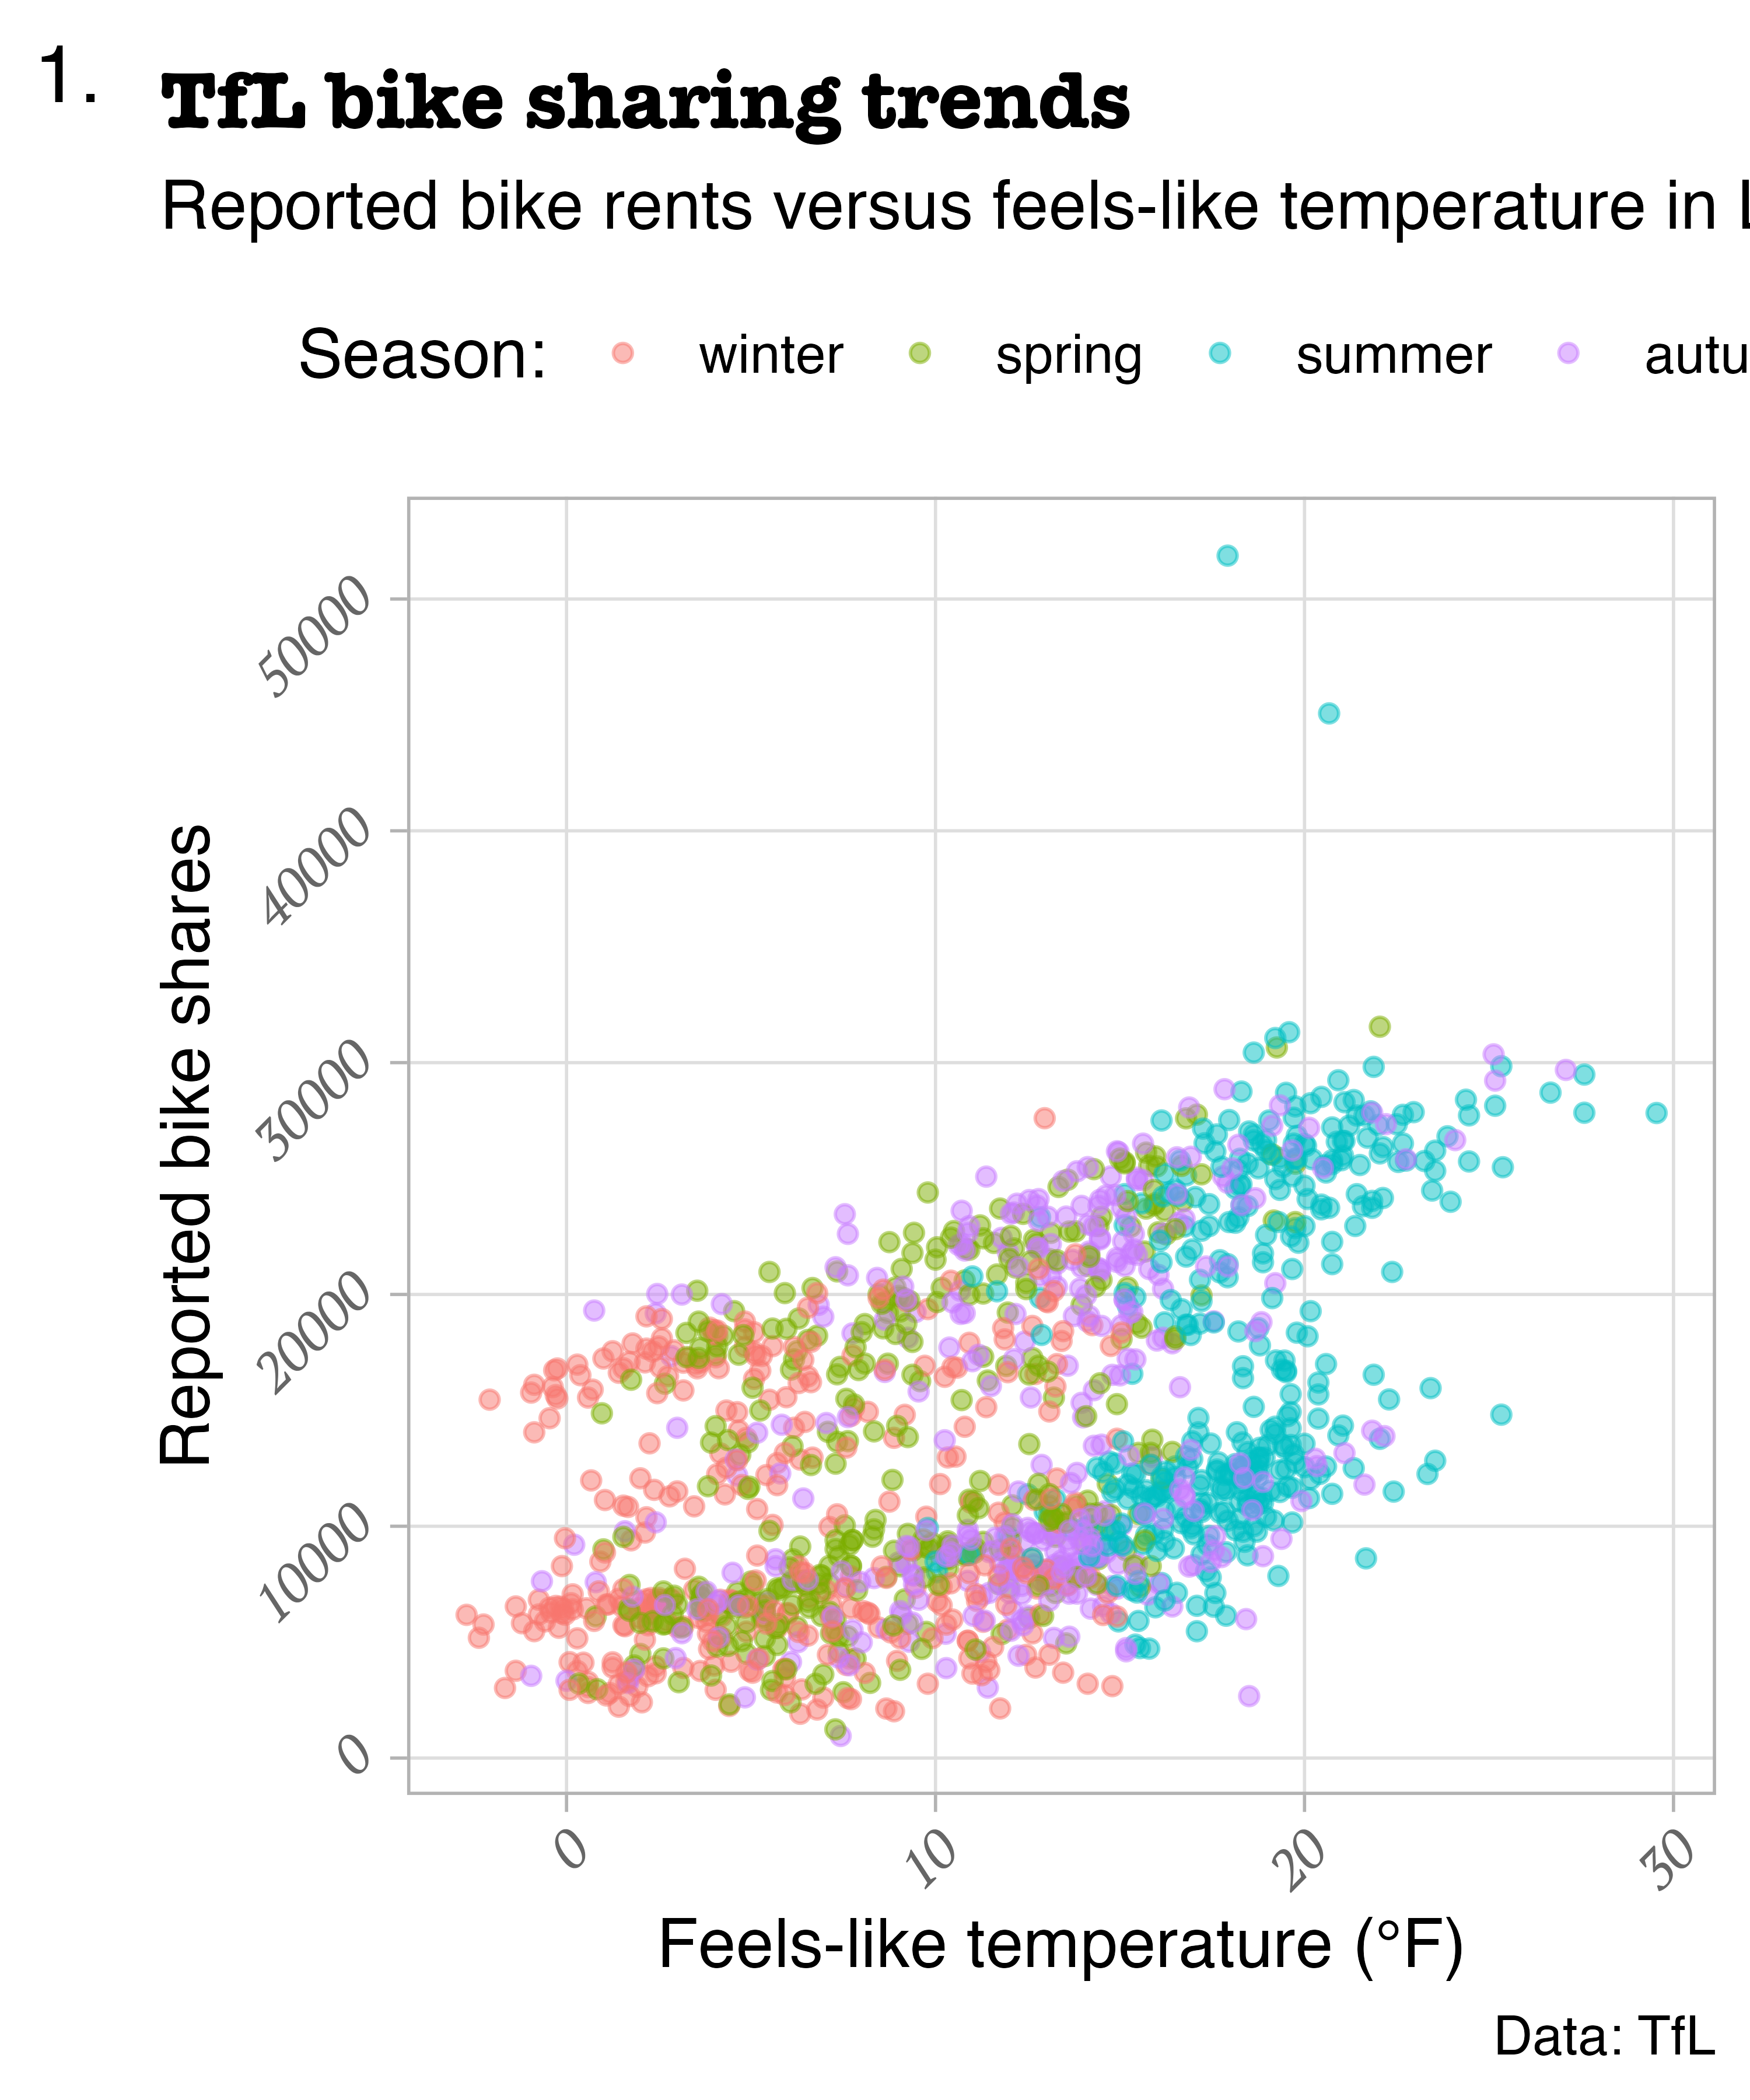 1.
TfL bike sharing trends
Reported bike rents versus feels-like temperature in
Season: winter spring summer autu
50000
40000
30000
20000
10000
0
Reported bike shares
0 10 20 30
Feels-like temperature (°F)
Data: TfL